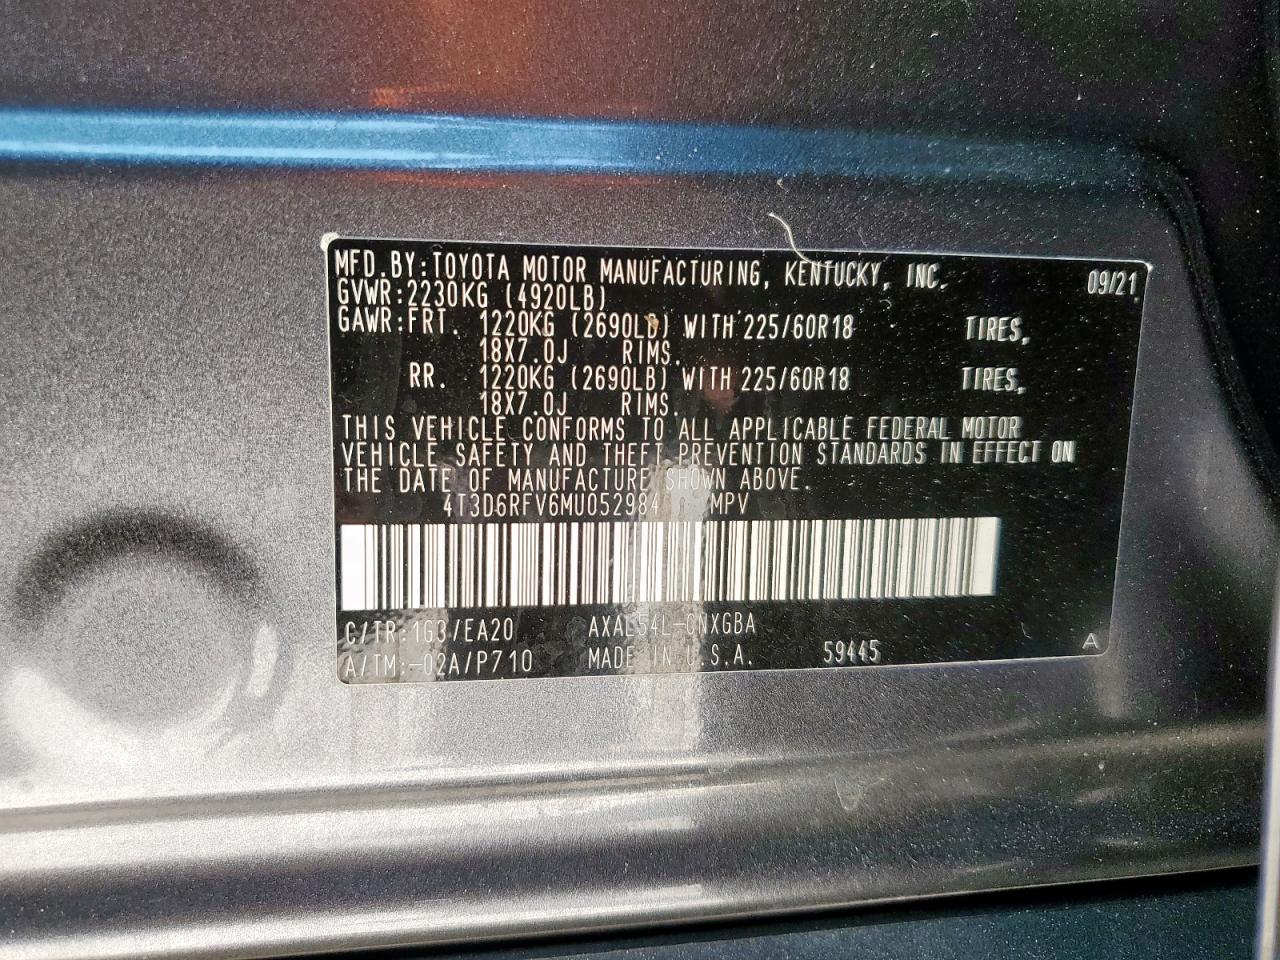 MFD.BY:TOYOTA MOTOR MANUFACTURING, KENTUCKY, INC. 09/21
GVWR:2230KG (4920LB)
GAWR:FRT. 1220KG (2690LB) WITH 225/60R18 TIRES,
18X7.0J RIMS.
RR. 1220KG (2690LB) WITH 225/60R18 TIRES,
18X7.0J RIMS.
THIS VEHICLE CONFORMS TO ALL APPLICABLE FEDERAL MOTOR
VEHICLE SAFETY AND THEFT PREVENTION STANDARDS IN EFFECT ON
THE DATE OF MANUFACTURE SHOWN ABOVE.
4T3D6RFV6MU052984 MPV
C/TR:1G3/EA20 AXAL54L-GNXGBA
A/TM:-02A/P710 MADE IN U.S.A. 59445 A